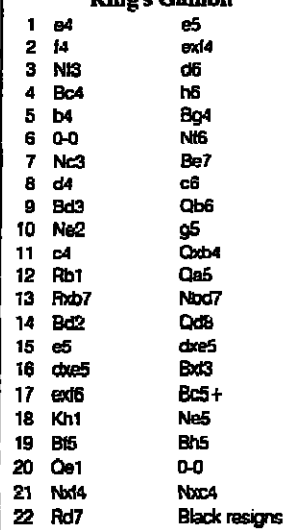 King's Gambit
1 e4 e5
2 f4 exf4
3 Nf3 d6
4 Bc4 h6
5 b4 Bg4
6 0-0 Nf6
7 Nc3 Be7
8 d4 c6
9 Bd3 Qb6
10 Ne2 g5
11 c4 Qxb4
12 Rb1 Qa5
13 Rxb7 Nbd7
14 Bd2 Qd8
15 e5 dxe5
16 dxe5 Bxf3
17 exf6 Bc5+
18 Kh1 Ne5
19 Bf5 Bh5
20 Qe1 0-0
21 Nxf4 Nxc4
22 Rd7 Black resigns